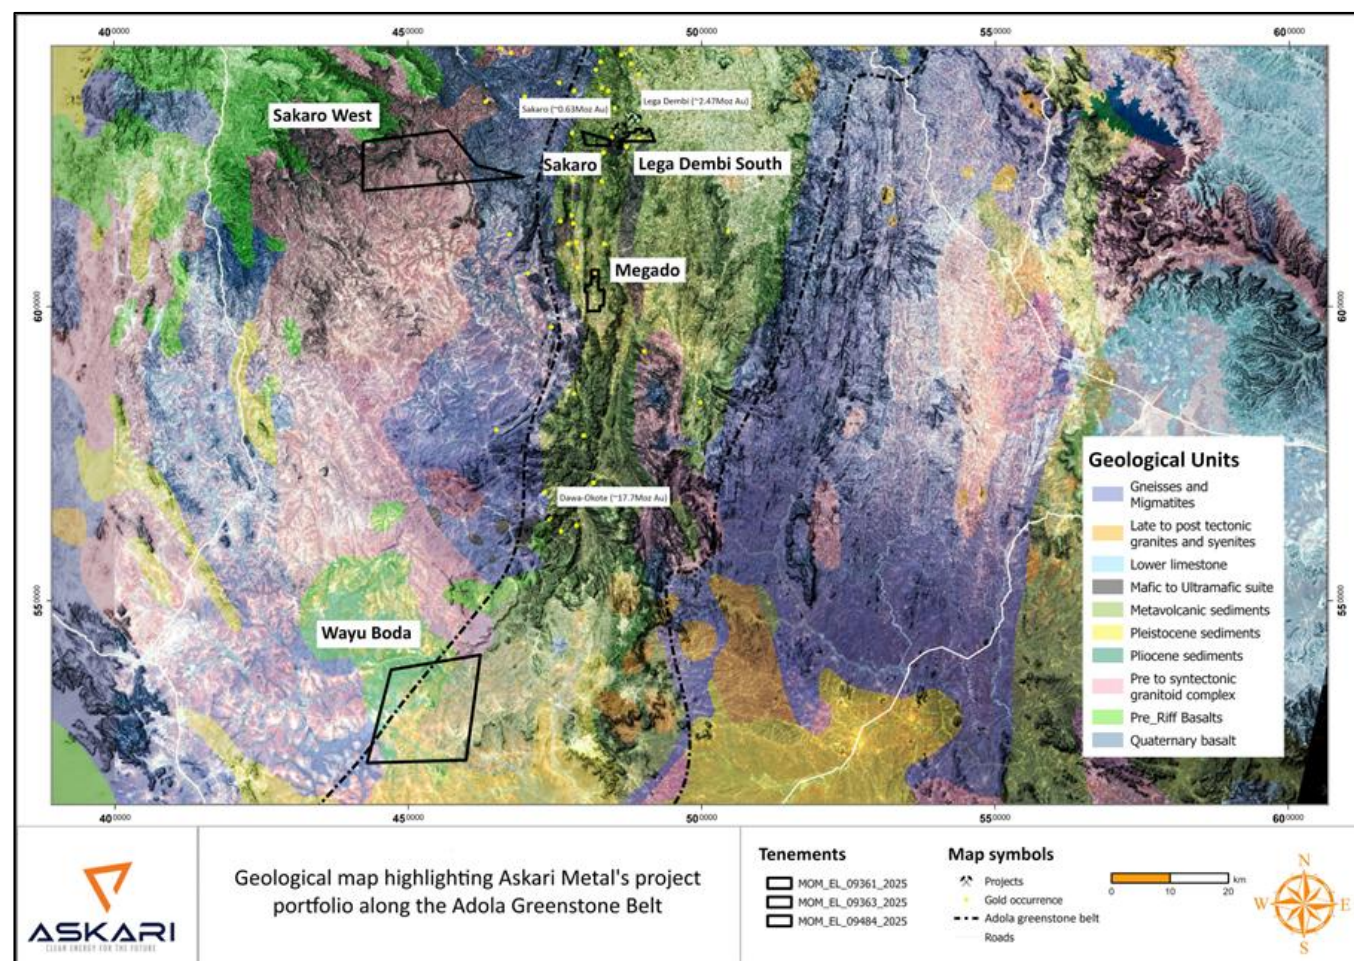 40⁰⁰⁰⁰
45⁰⁰⁰⁰
50⁰⁰⁰⁰
55⁰⁰⁰⁰
60⁰⁰⁰⁰
Sakaro (~0.63Moz Au)
Lega Dembi (~2.47Moz Au)
Sakaro West
Sakaro
Lega Dembi South
Megado
60⁰⁰⁰⁰
60⁰⁰⁰⁰
Dawa-Okote (~17.7Moz Au)
55⁰⁰⁰⁰
55⁰⁰⁰⁰
Wayu Boda
Geological Units
Gneisses and
Migmatites
Late to post tectonic
granites and syenites
Lower limestone
Mafic to Ultramafic suite
Metavolcanic sediments
Pleistocene sediments
Pliocene sediments
Pre to syntectonic
granitoid complex
Pre_Riff Basalts
Quaternary basalt
40⁰⁰⁰⁰
45⁰⁰⁰⁰
50⁰⁰⁰⁰
55⁰⁰⁰⁰
60⁰⁰⁰⁰
ASKARI
CLEAN ENERGY FOR THE FUTURE
Geological map highlighting Askari Metal's project
portfolio along the Adola Greenstone Belt
Tenements
MOM_EL_09361_2025
MOM_EL_09363_2025
MOM_EL_09484_2025
Map symbols
Projects
Gold occurrence
Adola greenstone belt
Roads
0 10 20 km
N
W E
S